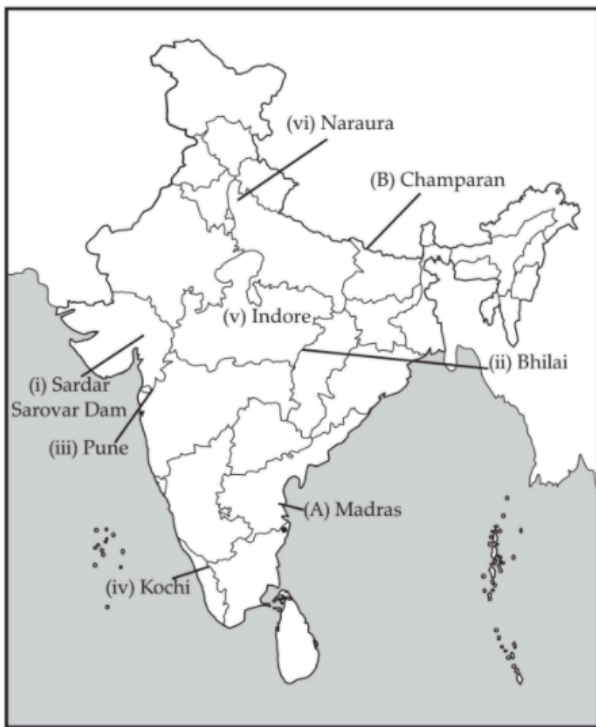 (vi) Naraura
(B) Champaran
(v) Indore
(ii) Bhilai
(i) Sardar
Sarovar Dam
(iii) Pune
(A) Madras
(iv) Kochi